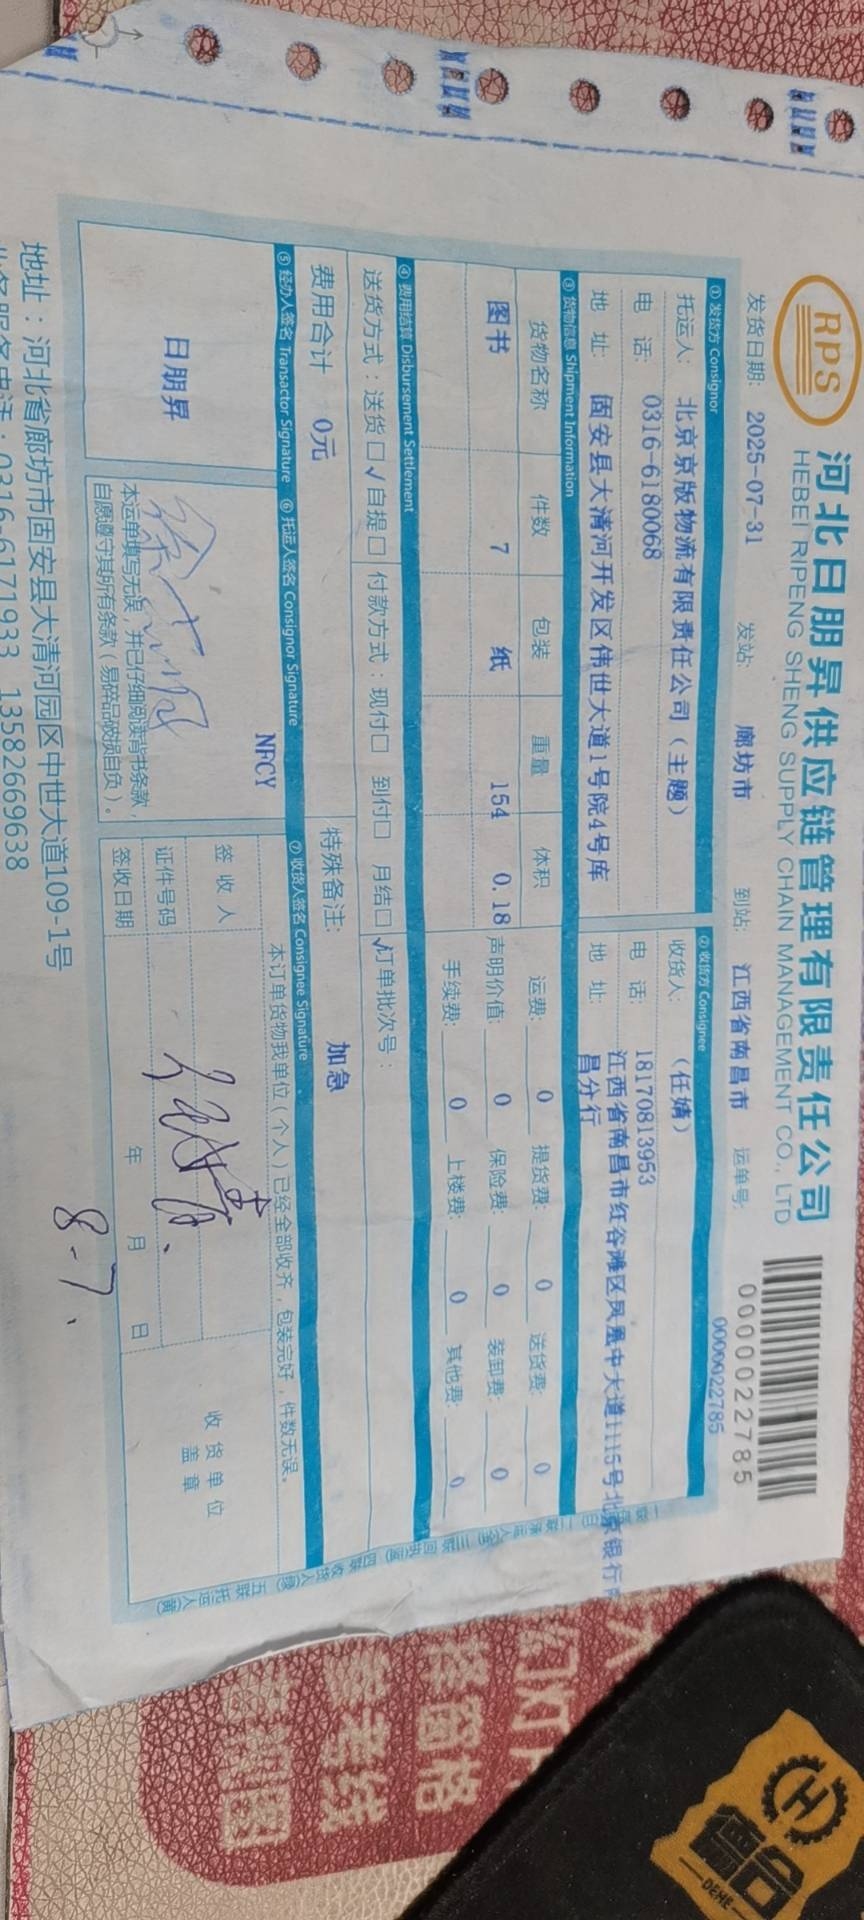 RPS
河北日朋昇供应链管理有限责任公司
HEBEI RIPENG SHENG SUPPLY CHAIN MANAGEMENT CO., LTD
发货日期: 2025-07-31 发站: 廊坊市 到站: 江西省南昌市 运单号:
0000022785
0000022785
① 发货方 Consignor
托运人: 北京京版物流有限责任公司(主题)
电 话: 0316-6180068
地 址: 固安县大清河开发区伟世大道1号院4号库
② 收货方 Consignee
收货人: (任婧)
电 话: 18170813953
地 址: 江西省南昌市红谷滩区凤凰中大道1115号北京银行南
昌分行
③ 货物信息 Shipment Information
货物名称 件数 包装 重量 体积
图书 7 纸 154 0.18
运费: 0 提货费: 0 送货费: 0
声明价值: 0 保险费: 0 装卸费: 0
手续费: 0 上楼费: 0 其他费: 0
④ 费用结算 Disbursement Settlement
送货方式:送货□√自提□ 付款方式:现付□ 到付□ 月结□√订单批次号:
费用合计 0元 特殊备注: 加急
⑤ 经办人签名 Transactor Signature
日朋昇
⑥ 托运人签名 Consignor Signature
NFCY
本运单填写无误,并已仔细阅读背书条款,
自愿遵守其所有条款(易碎品破损自负)。
⑦ 收货人签名 Consignee Signature
本订单货物我单位(个人)已经全部收齐,包装完好,件数无误。
签 收 人
证件号码
签收日期 年 月 日
收货单位
盖 章
8-7.
地址:河北省廊坊市固安县大清河园区中世大道109-1号
业务服务电话:0316-6171933 13582669638
幻灯片
择窗格
参考线
DEHE